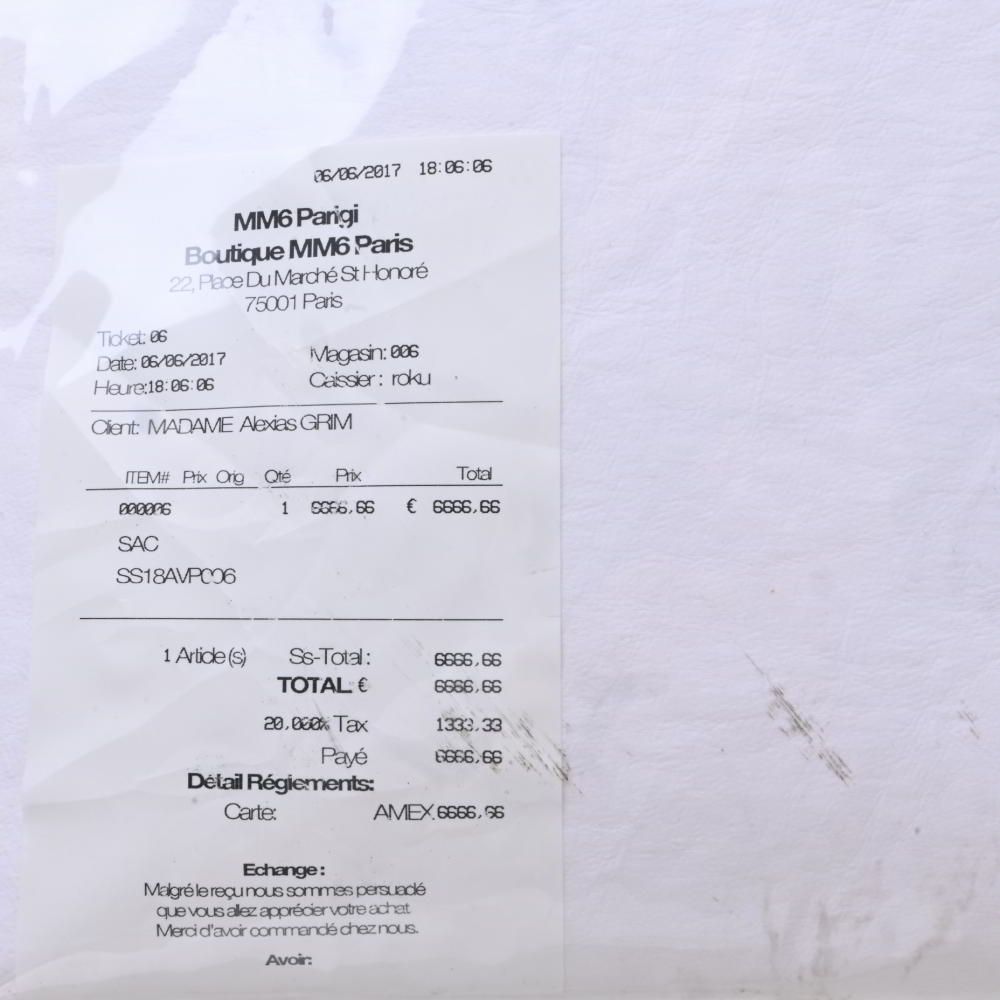 06/06/2017 18:06:06
MM6 Parigi
Boutique MM6 Paris
22, Place Du Marché St Honoré
75001 Paris
Ticket: 06
Date: 06/06/2017 Magasin: 006
Heure:18:06:06 Caissier : roku
Client: MADAME Alexias GRIM
ITEM# Prix Orig Qté Prix Total
000006 1 6666,66 € 6666,66
SAC
SS18AVP006
1 Article (s) Ss-Total : 6666,66
TOTAL: € 6666,66
20.000% Tax 1333.33
Payé 6666,66
Détail Réglements:
Carte: AMEX 6666,66
Echange :
Malgré le reçu nous sommes persuadé
que vous allez apprécier votre achat
Merci d'avoir commandé chez nous.
Avoir: